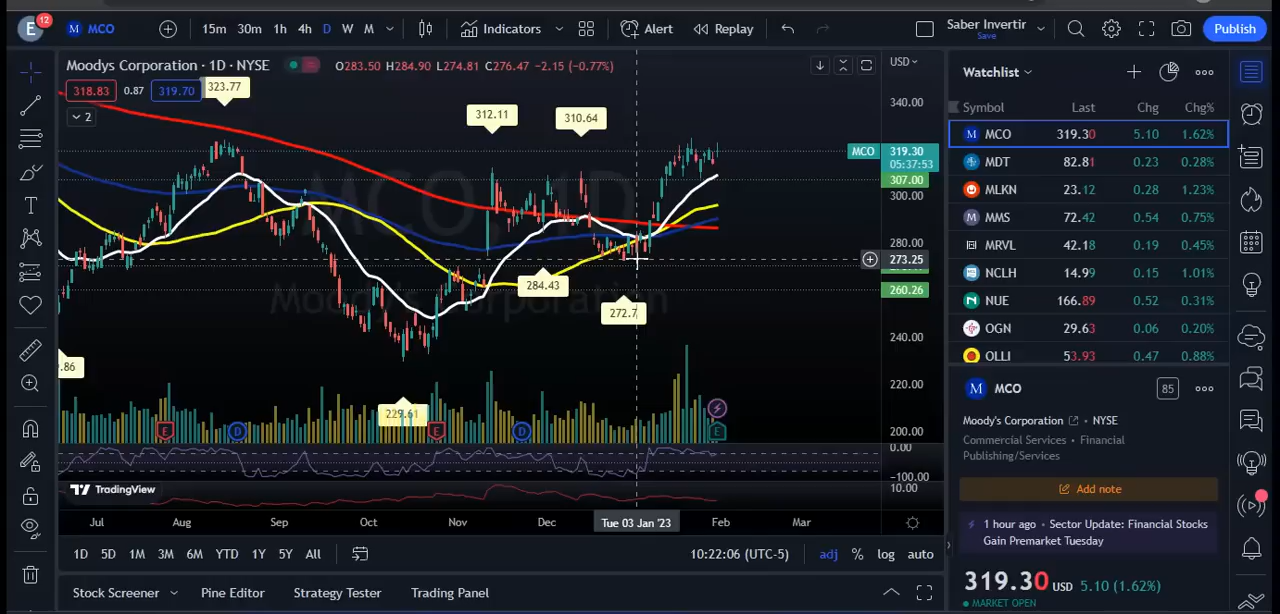 E 12 MCO 15m 30m 1h 4h D W M Indicators Alert Replay Saber Invertir Save Publish
Moodys Corporation · 1D · NYSE O283.50 H284.90 L274.81 C276.47 −2.15 (−0.77%) USD
318.83 0.87 319.70
2
323.77
312.11
310.64
284.43
272.7
229.61
.86
MCO, 1D
Moody's Corporation
340.00
MCO 319.30
05:37:53
307.00
300.00
280.00
273.25
260.26
240.00
220.00
200.00
0.00
−100.00
10.00
E D E D E
TradingView
Jul Aug Sep Oct Nov Dec Tue 03 Jan '23 Feb Mar
1D 5D 1M 3M 6M YTD 1Y 5Y All 10:22:06 (UTC-5) adj % log auto
Stock Screener Pine Editor Strategy Tester Trading Panel
Watchlist
Symbol Last Chg Chg%
M MCO 319.30 5.10 1.62%
MDT 82.81 0.23 0.28%
MLKN 23.12 0.28 1.23%
M MMS 72.42 0.54 0.75%
MRVL 42.18 0.19 0.45%
NCLH 14.99 0.15 1.01%
NUE 166.89 0.52 0.31%
OGN 29.63 0.06 0.20%
OLLI 53.93 0.47 0.88%
M MCO 85
Moody's Corporation · NYSE
Commercial Services · Financial
Publishing/Services
Add note
1 hour ago · Sector Update: Financial Stocks
Gain Premarket Tuesday
319.30 USD 5.10 (1.62%)
MARKET OPEN